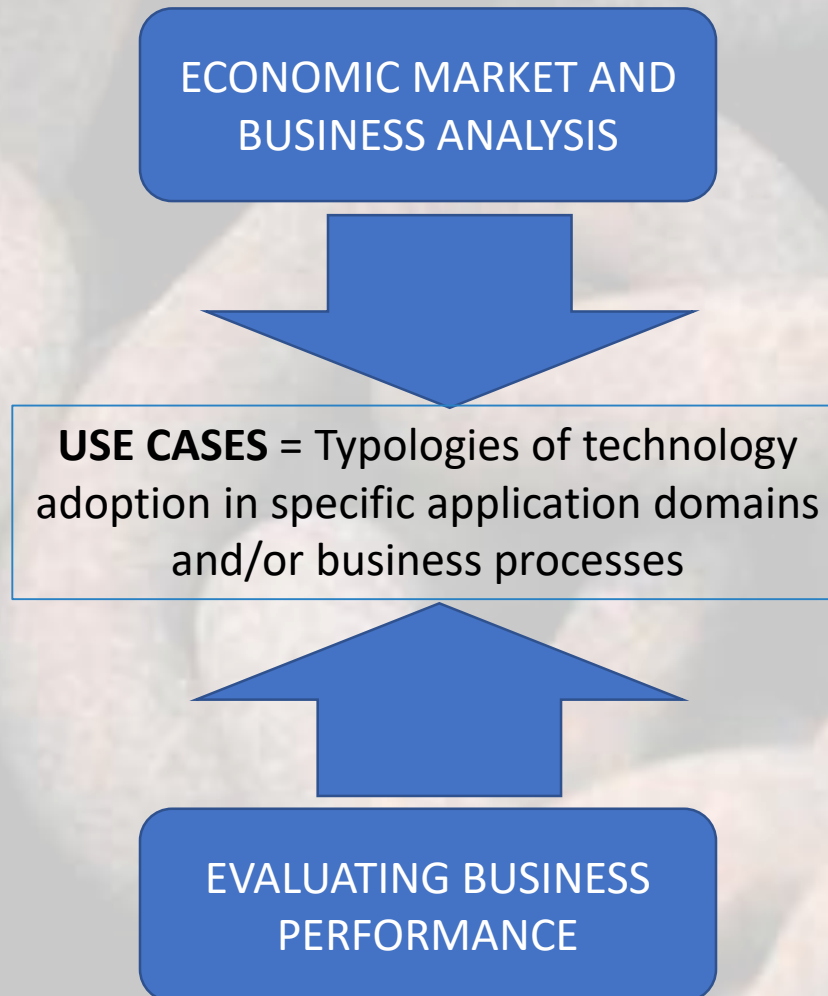 ECONOMIC MARKET AND
BUSINESS ANALYSIS
USE CASES = Typologies of technology
adoption in specific application domains
and/or business processes
EVALUATING BUSINESS
PERFORMANCE